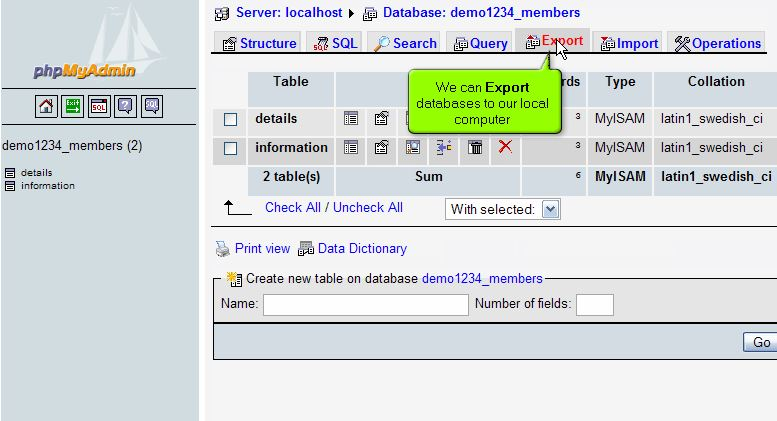 Server: localhost Database: demo1234_members
phpMyAdmin
Structure SQL Search Query Export Import Operations
Table Type Collation
We can Export
databases to our local
computer
Exit
SQL
SQL
demo1234_members (2)
details
information
details 3 MyISAM latin1_swedish_ci
information 3 MyISAM latin1_swedish_ci
2 table(s) Sum 6 MyISAM latin1_swedish_ci
Check All / Uncheck All With selected:
Print view Data Dictionary
Create new table on database demo1234_members
Name: Number of fields:
Go